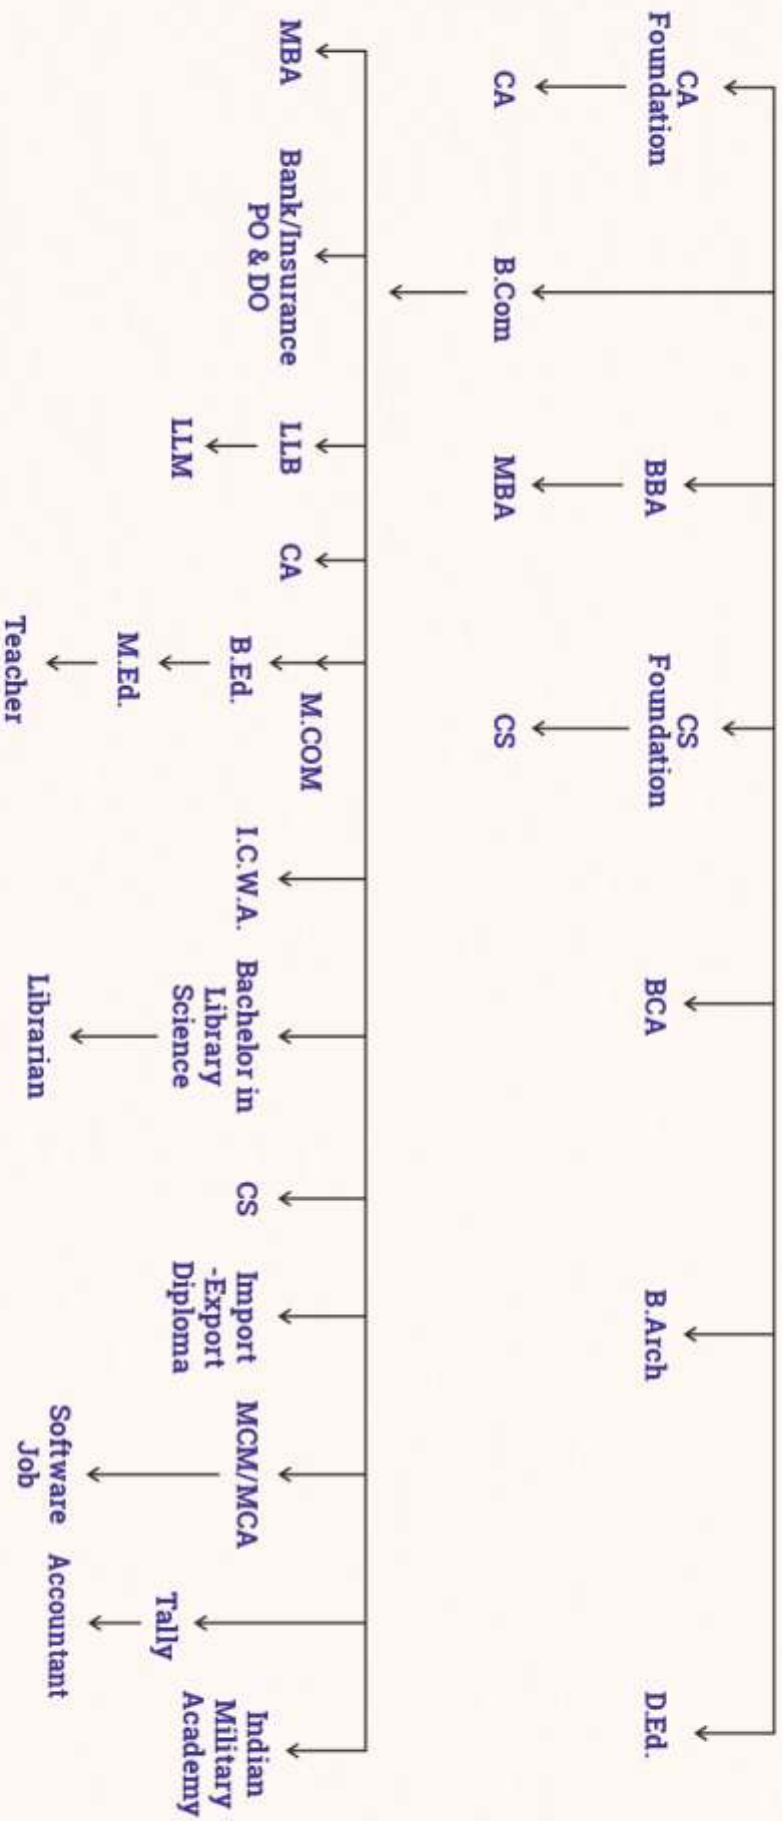 CA
Foundation
CA
B.Com
BBA
MBA
CS
Foundation
CS
BCA
B.Arch
D.Ed.
MBA
Bank/Insurance
PO & DO
LLB
LLM
CA
M.COM
B.Ed.
M.Ed.
Teacher
I.C.W.A.
Bachelor in
Library
Science
Librarian
CS
Import
-Export
Diploma
MCM/MCA
Software
Job
Tally
Accountant
Indian
Military
Academy